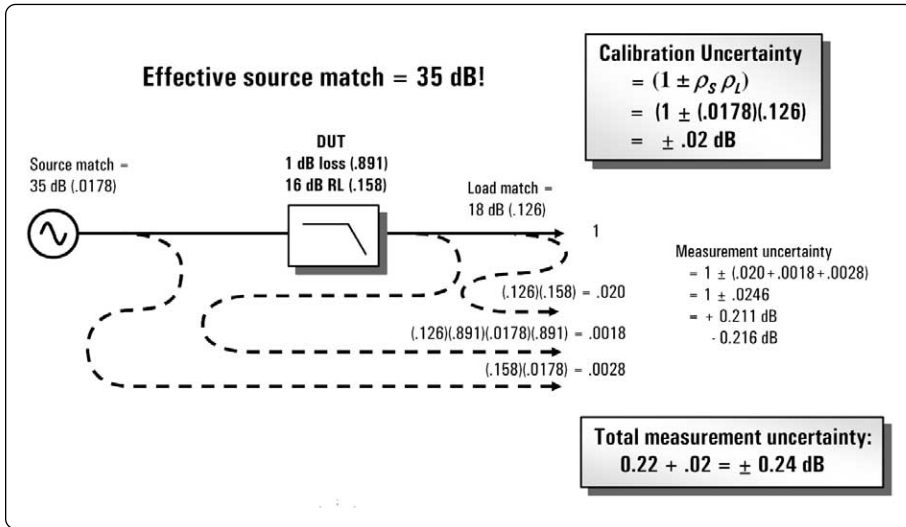 Effective source match = 35 dB!
Calibration Uncertainty
= (1 ± ρS ρL)
= (1 ± (.0178)(.126)
= ± .02 dB
Source match =
35 dB (.0178)
DUT
1 dB loss (.891)
16 dB RL (.158)
Load match =
18 dB (.126)
1
Measurement uncertainty
= 1 ± (.020+.0018+.0028)
= 1 ± .0246
= + 0.211 dB
- 0.216 dB
(.126)(.158) = .020
(.126)(.891)(.0178)(.891) = .0018
(.158)(.0178) = .0028
Total measurement uncertainty:
0.22 + .02 = ± 0.24 dB